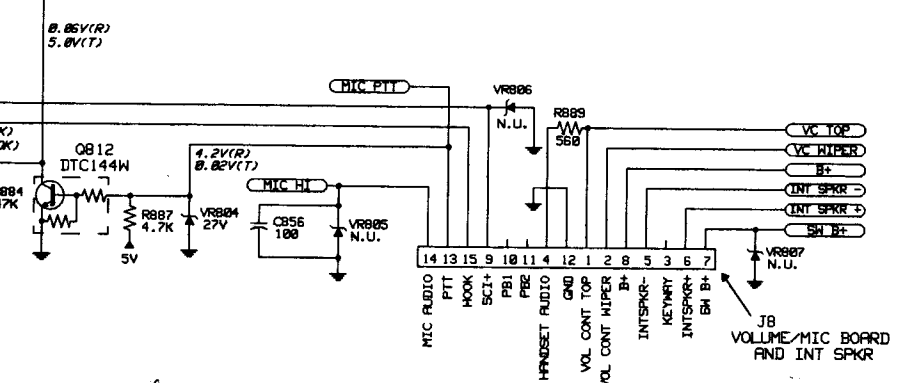 0.06V(R)
5.0V(T)
MIC PTT
VR806
N.U.
R889
560
VC TOP
VC WIPER
B+
INT SPKR -
INT SPKR +
SW B+
Q812
DTC144W
4.2V(R)
0.02V(T)
MIC HI
884
47K
R887
4.7K
5V
VR804
27V
C856
100
VR805
N.U.
VR807
N.U.
14 13 15 9 10 11 4 12 1 2 8 5 3 6 7
MIC AUDIO
PTT
HOOK
SCI+
PB1
PB2
HANDSET AUDIO
GND
VOL CONT TOP
VOL CONT WIPER
B+
INTSPKR-
KEYWAY
INTSPKR+
SW B+
J8
VOLUME/MIC BOARD
AND INT SPKR